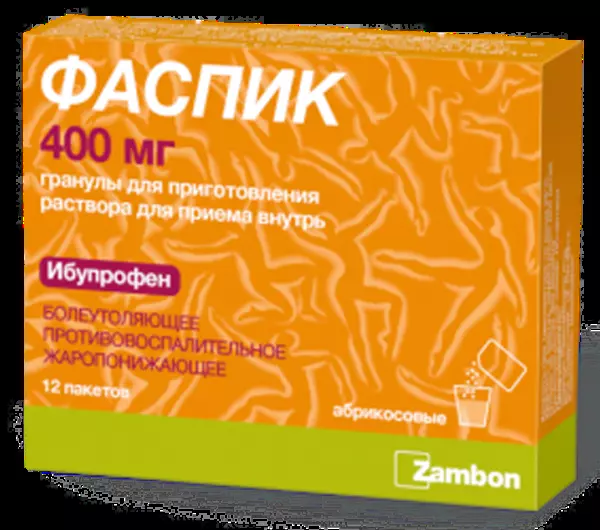 ФАСПИК
400 мг
гранулы для приготовления
раствора для приема внутрь
Ибупрофен
БОЛЕУТОЛЯЮЩЕЕ
ПРОТИВОВОСПАЛИТЕЛЬНОЕ
ЖАРОПОНИЖАЮЩЕЕ
12 пакетов
абрикосовые
Zambon